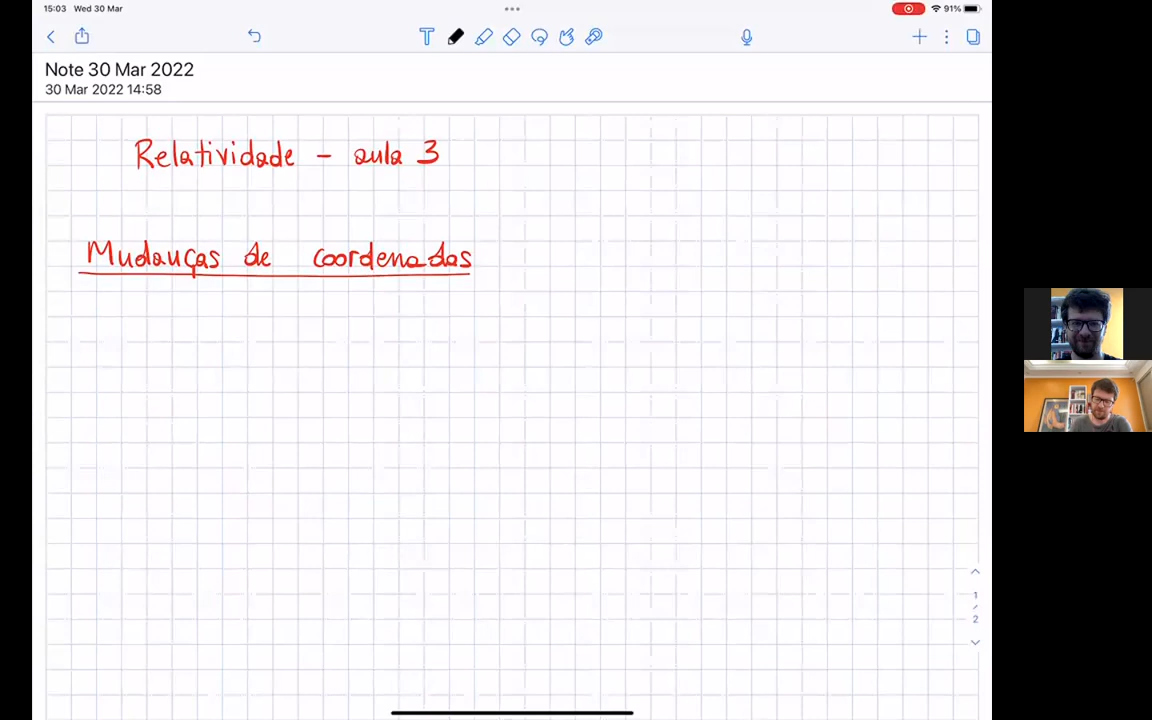 15:03 Wed 30 Mar
91%
Note 30 Mar 2022
30 Mar 2022 14:58
Relatividade - aula 3
Mudanças de coordenadas
1
/
2